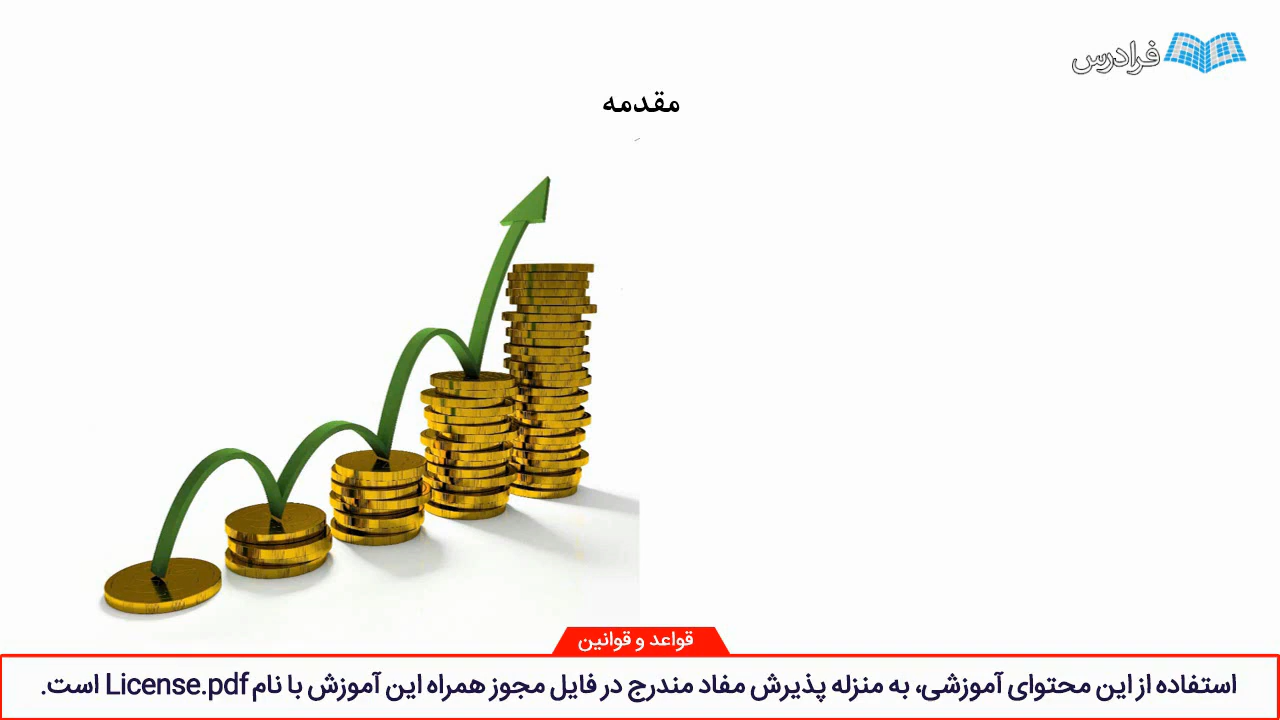 فرادرس
مقدمه
قواعد و قوانین
استفاده از این محتوای آموزشی، به منزله پذیرش مفاد مندرج در فایل مجوز همراه این آموزش با نام License.pdf است.